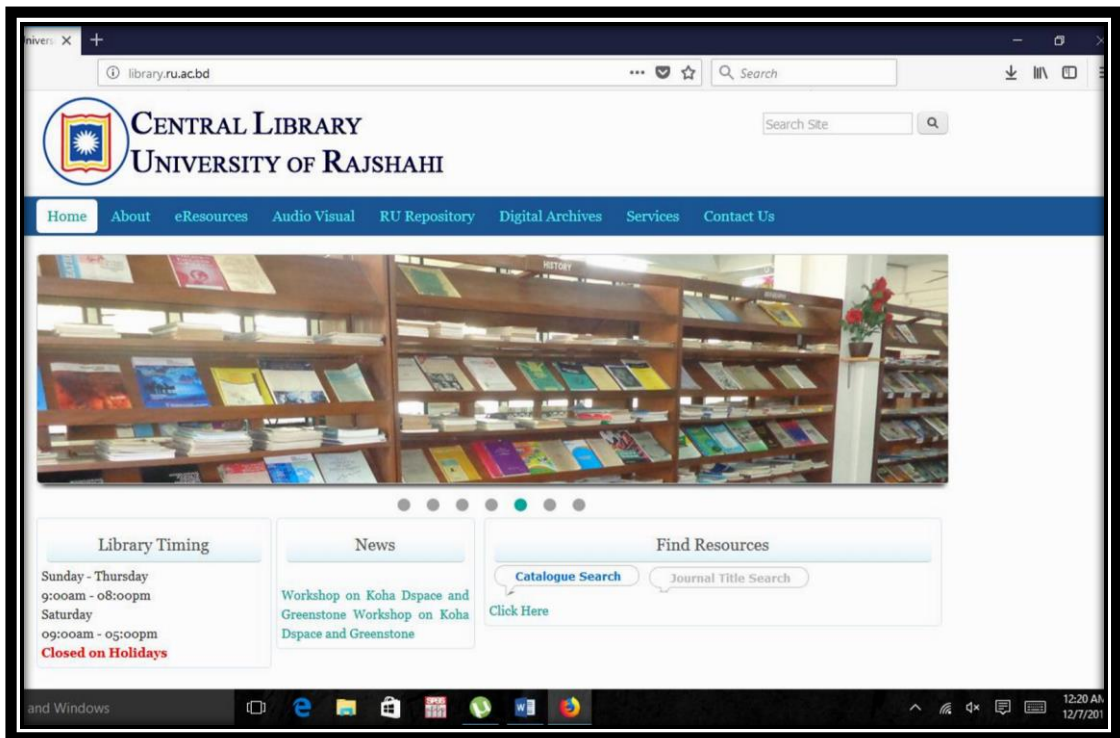 library.ru.ac.bd
Search
CENTRAL LIBRARY
UNIVERSITY OF RAJSHAHI
Search Site
Home About eResources Audio Visual RU Repository Digital Archives Services Contact Us
HISTORY
Library Timing
Sunday - Thursday
9:00am - 08:00pm
Saturday
09:00am - 05:00pm
Closed on Holidays
News
Workshop on Koha Dspace and
Greenstone Workshop on Koha
Dspace and Greenstone
Find Resources
Catalogue Search Journal Title Search
Click Here
and Windows
12:20 AM
12/7/201